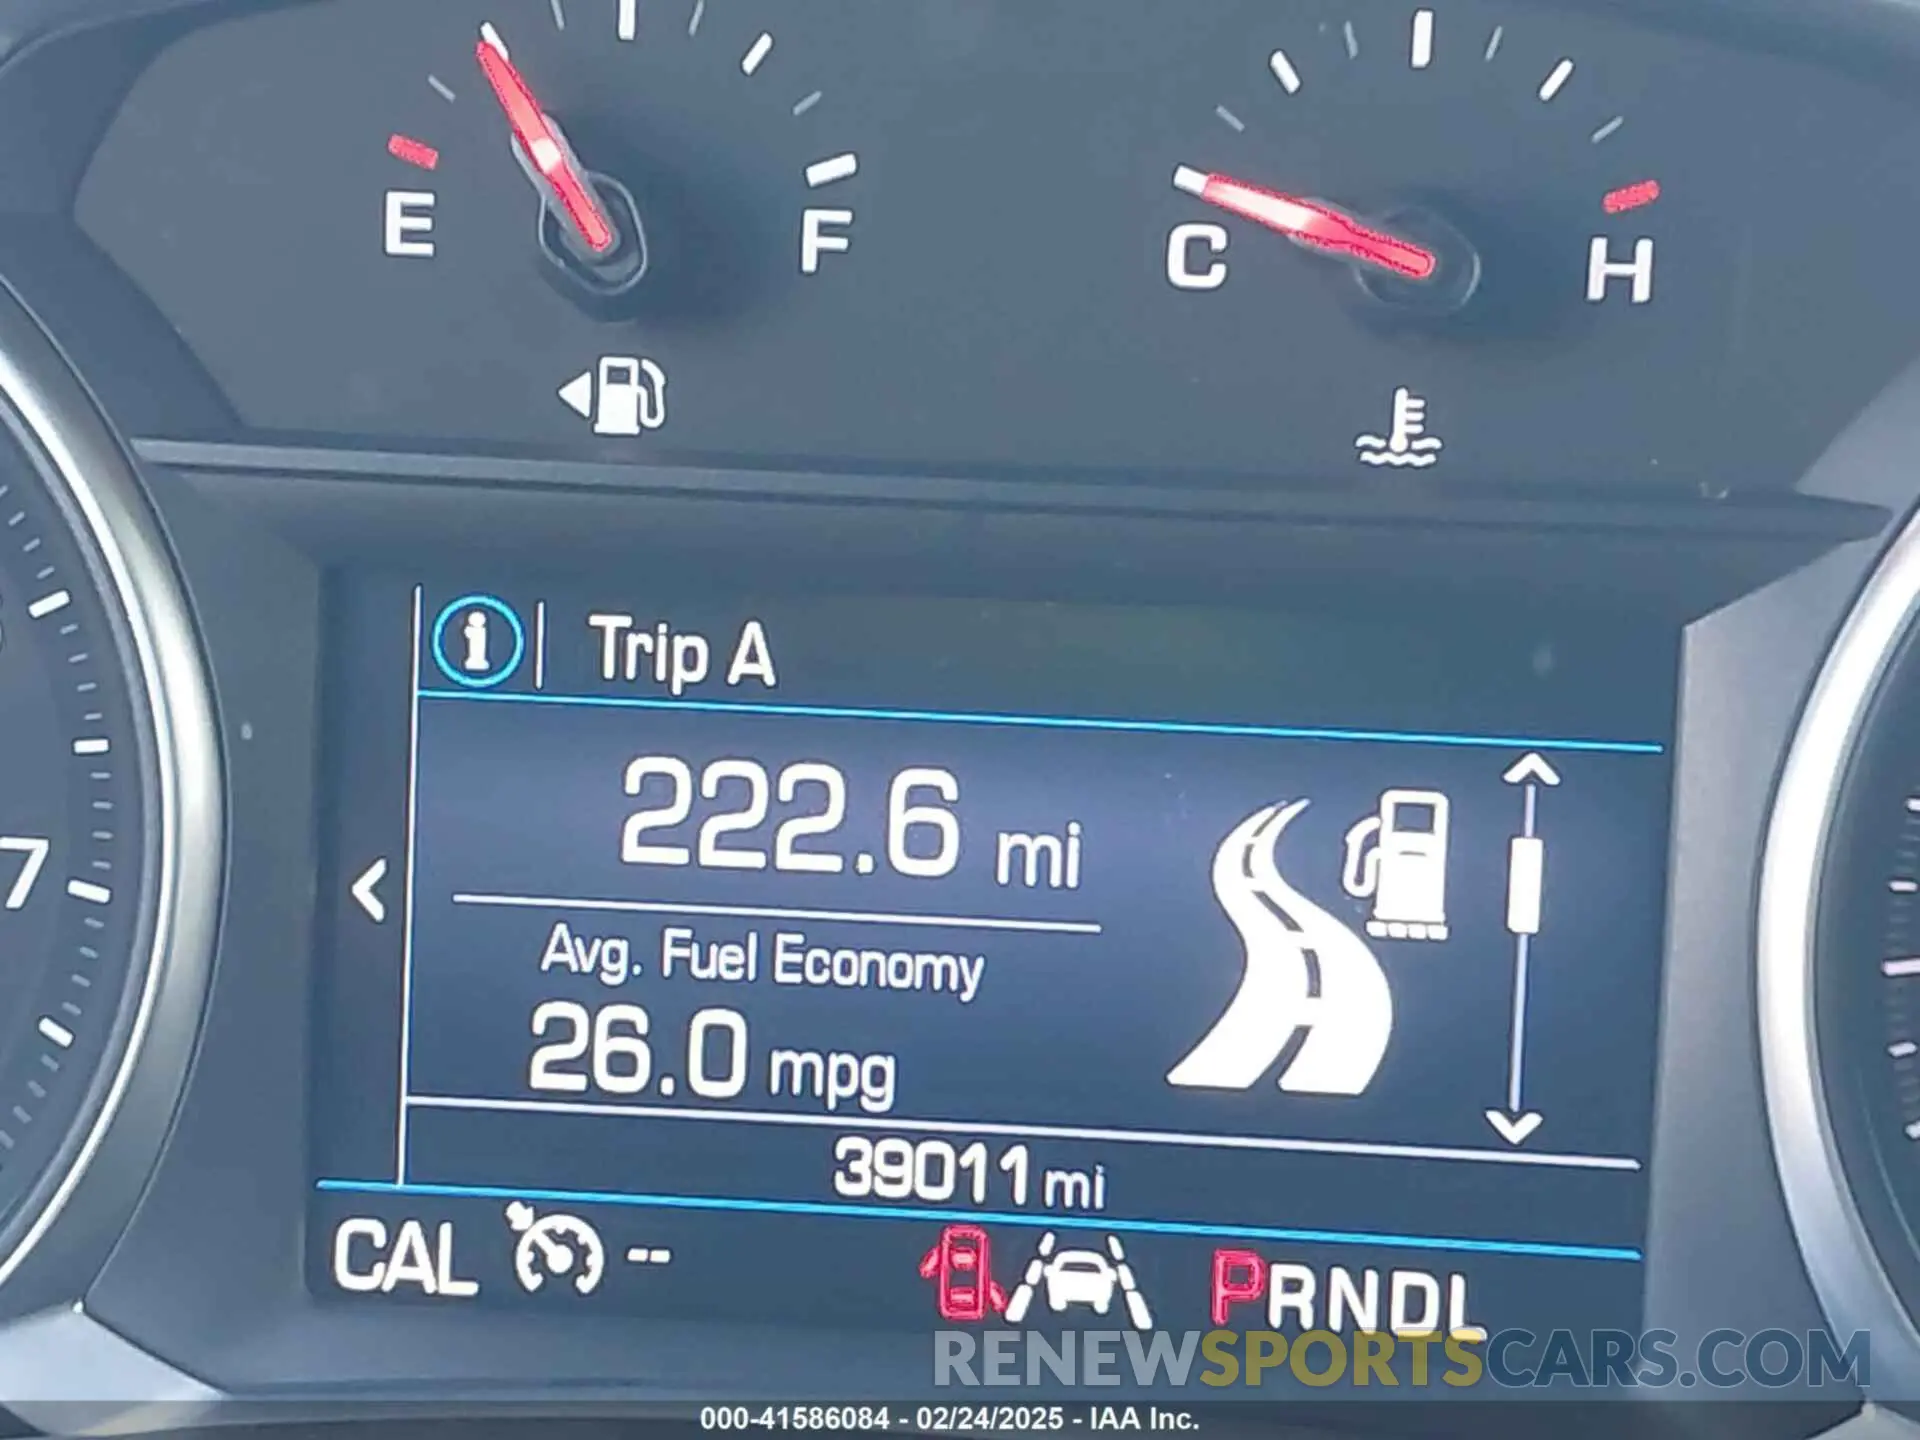 E F C H
Trip A
222.6 mi
7
Avg. Fuel Economy
26.0 mpg
39011 mi
CAL -- PRNDL
RENEWSPORTSCARS.COM
000-41586084 - 02/24/2025 - IAA Inc.